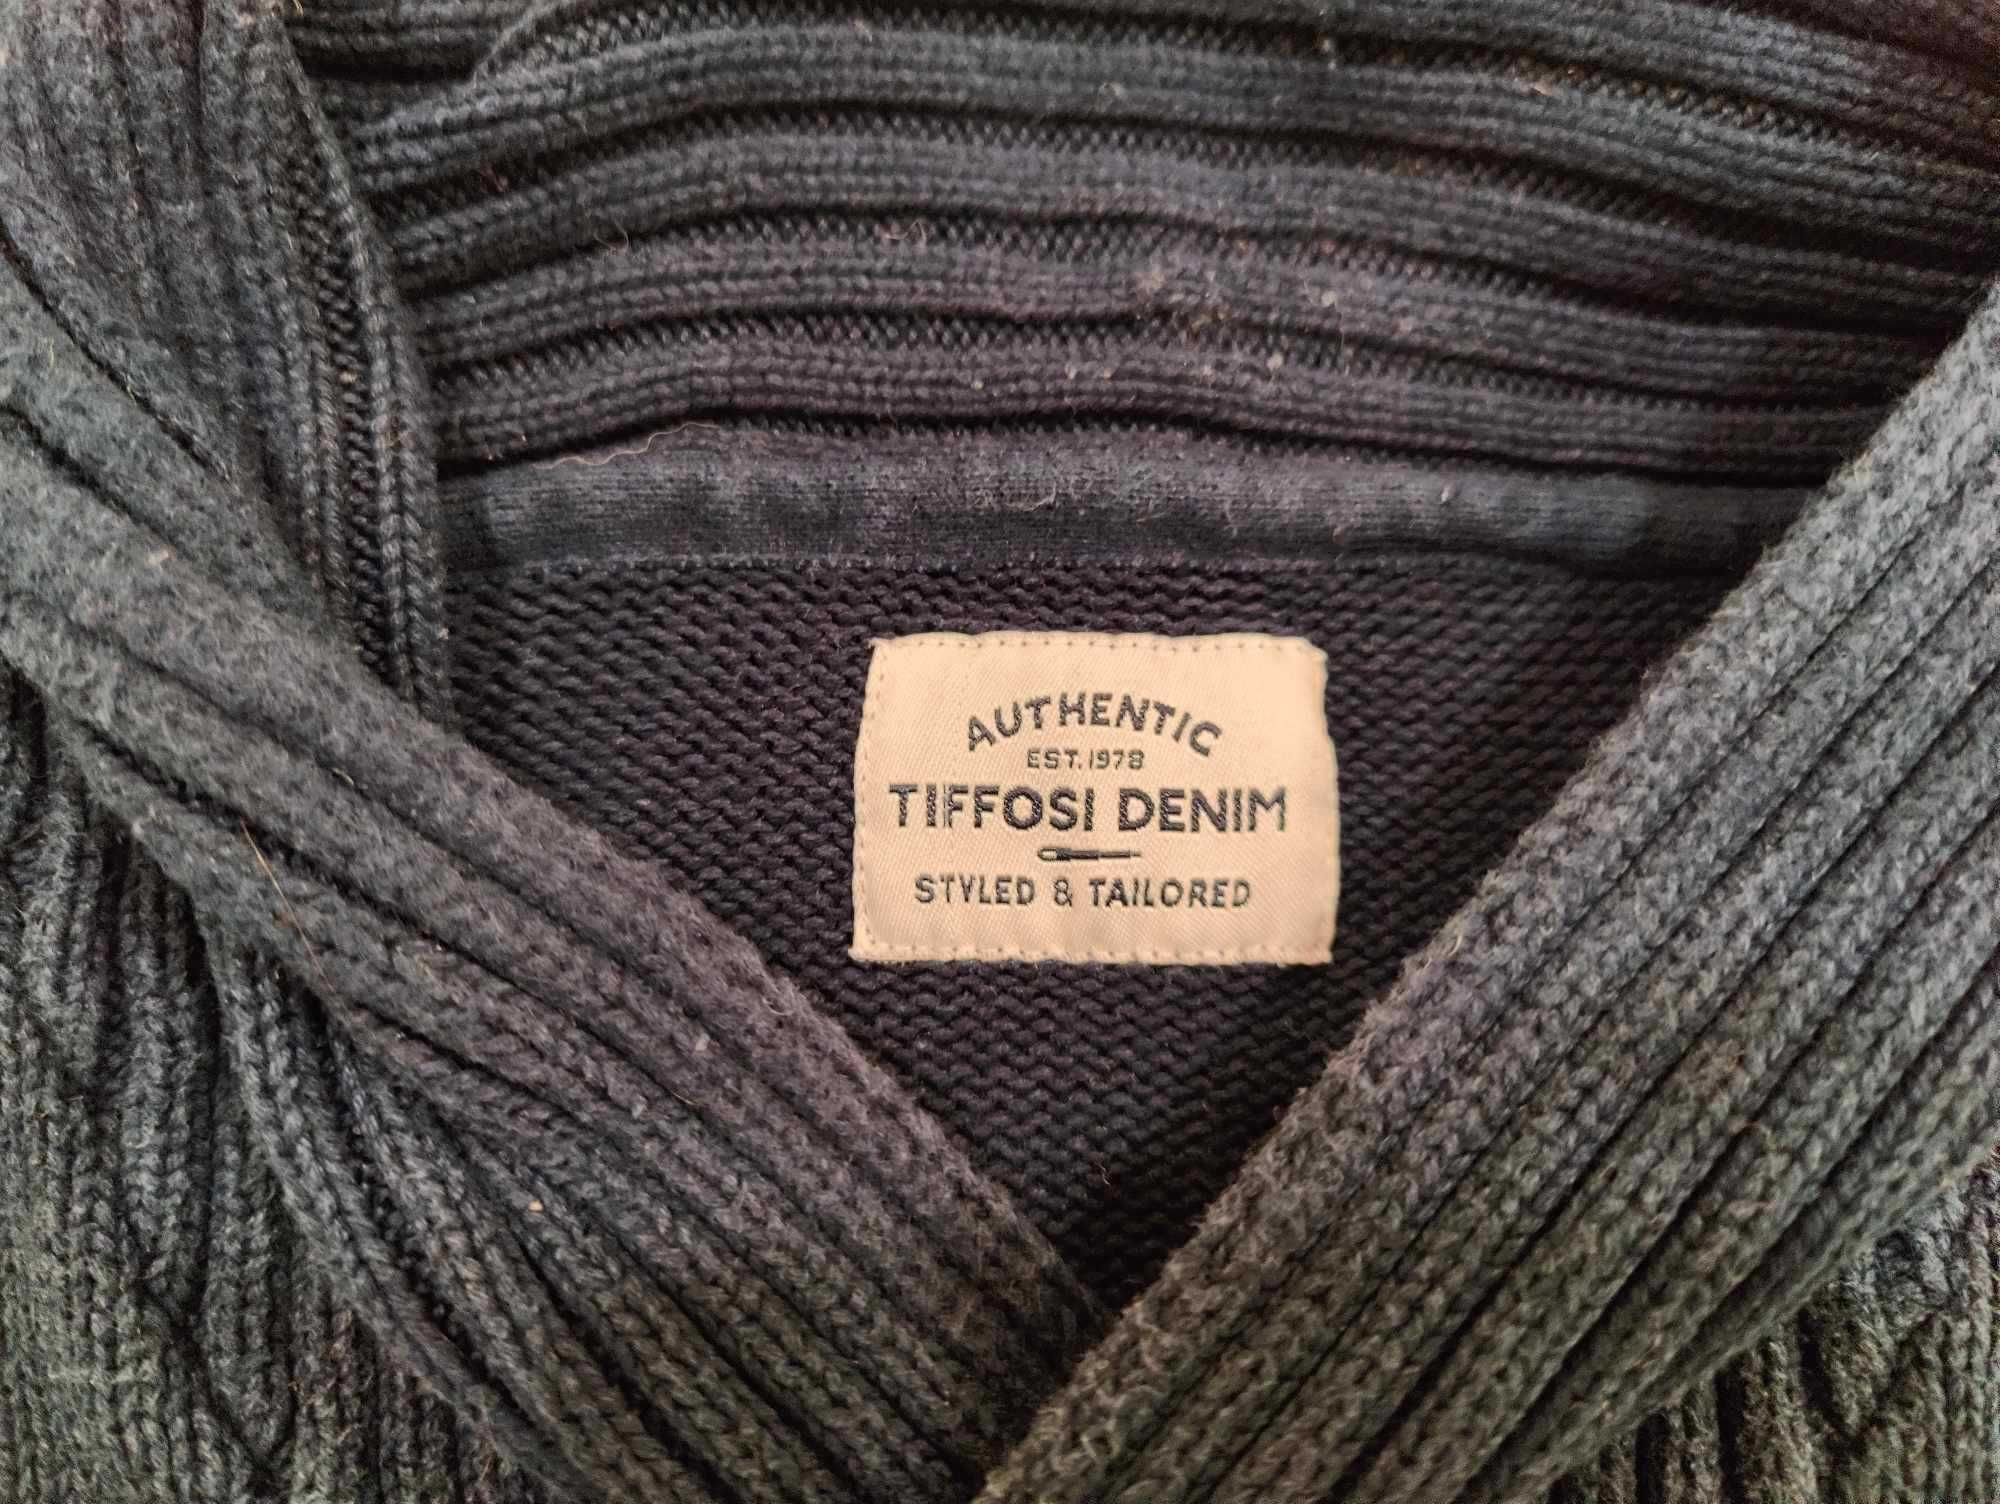 AUTHENTIC
EST. 1978
TIFFOSI DENIM
STYLED & TAILORED